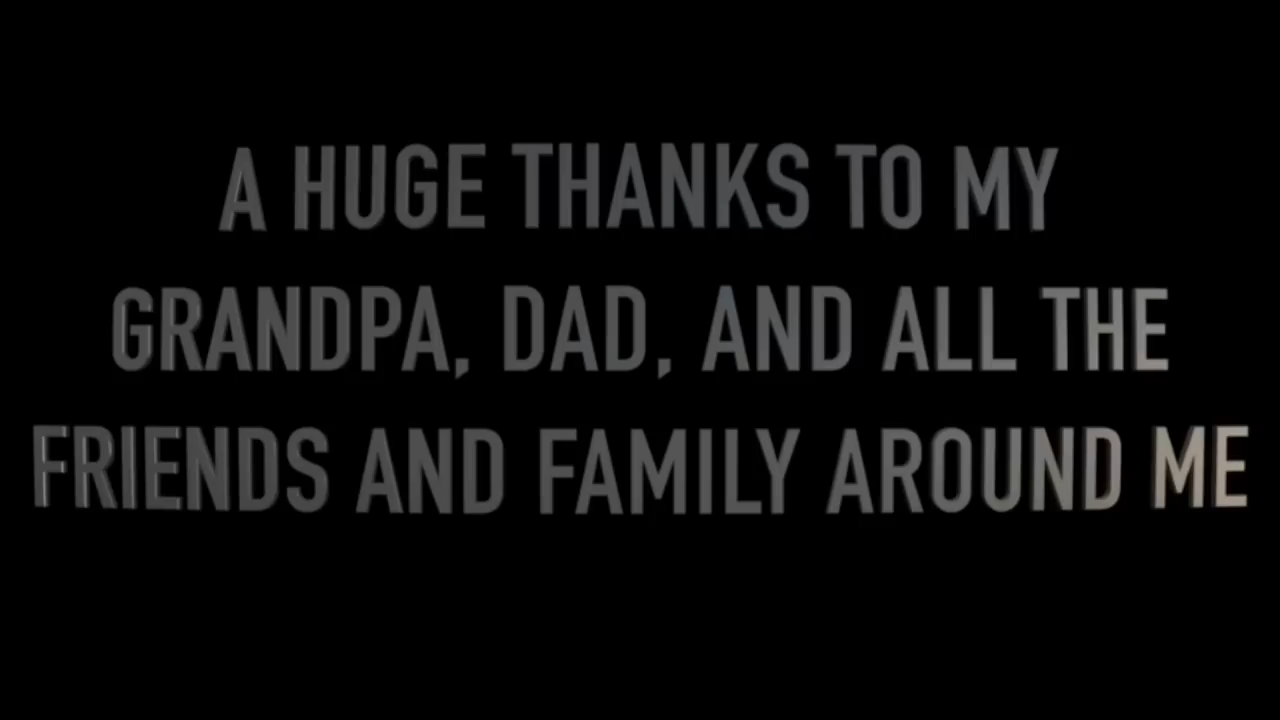 A HUGE THANKS TO MY
GRANDPA, DAD, AND ALL THE
FRIENDS AND FAMILY AROUND ME